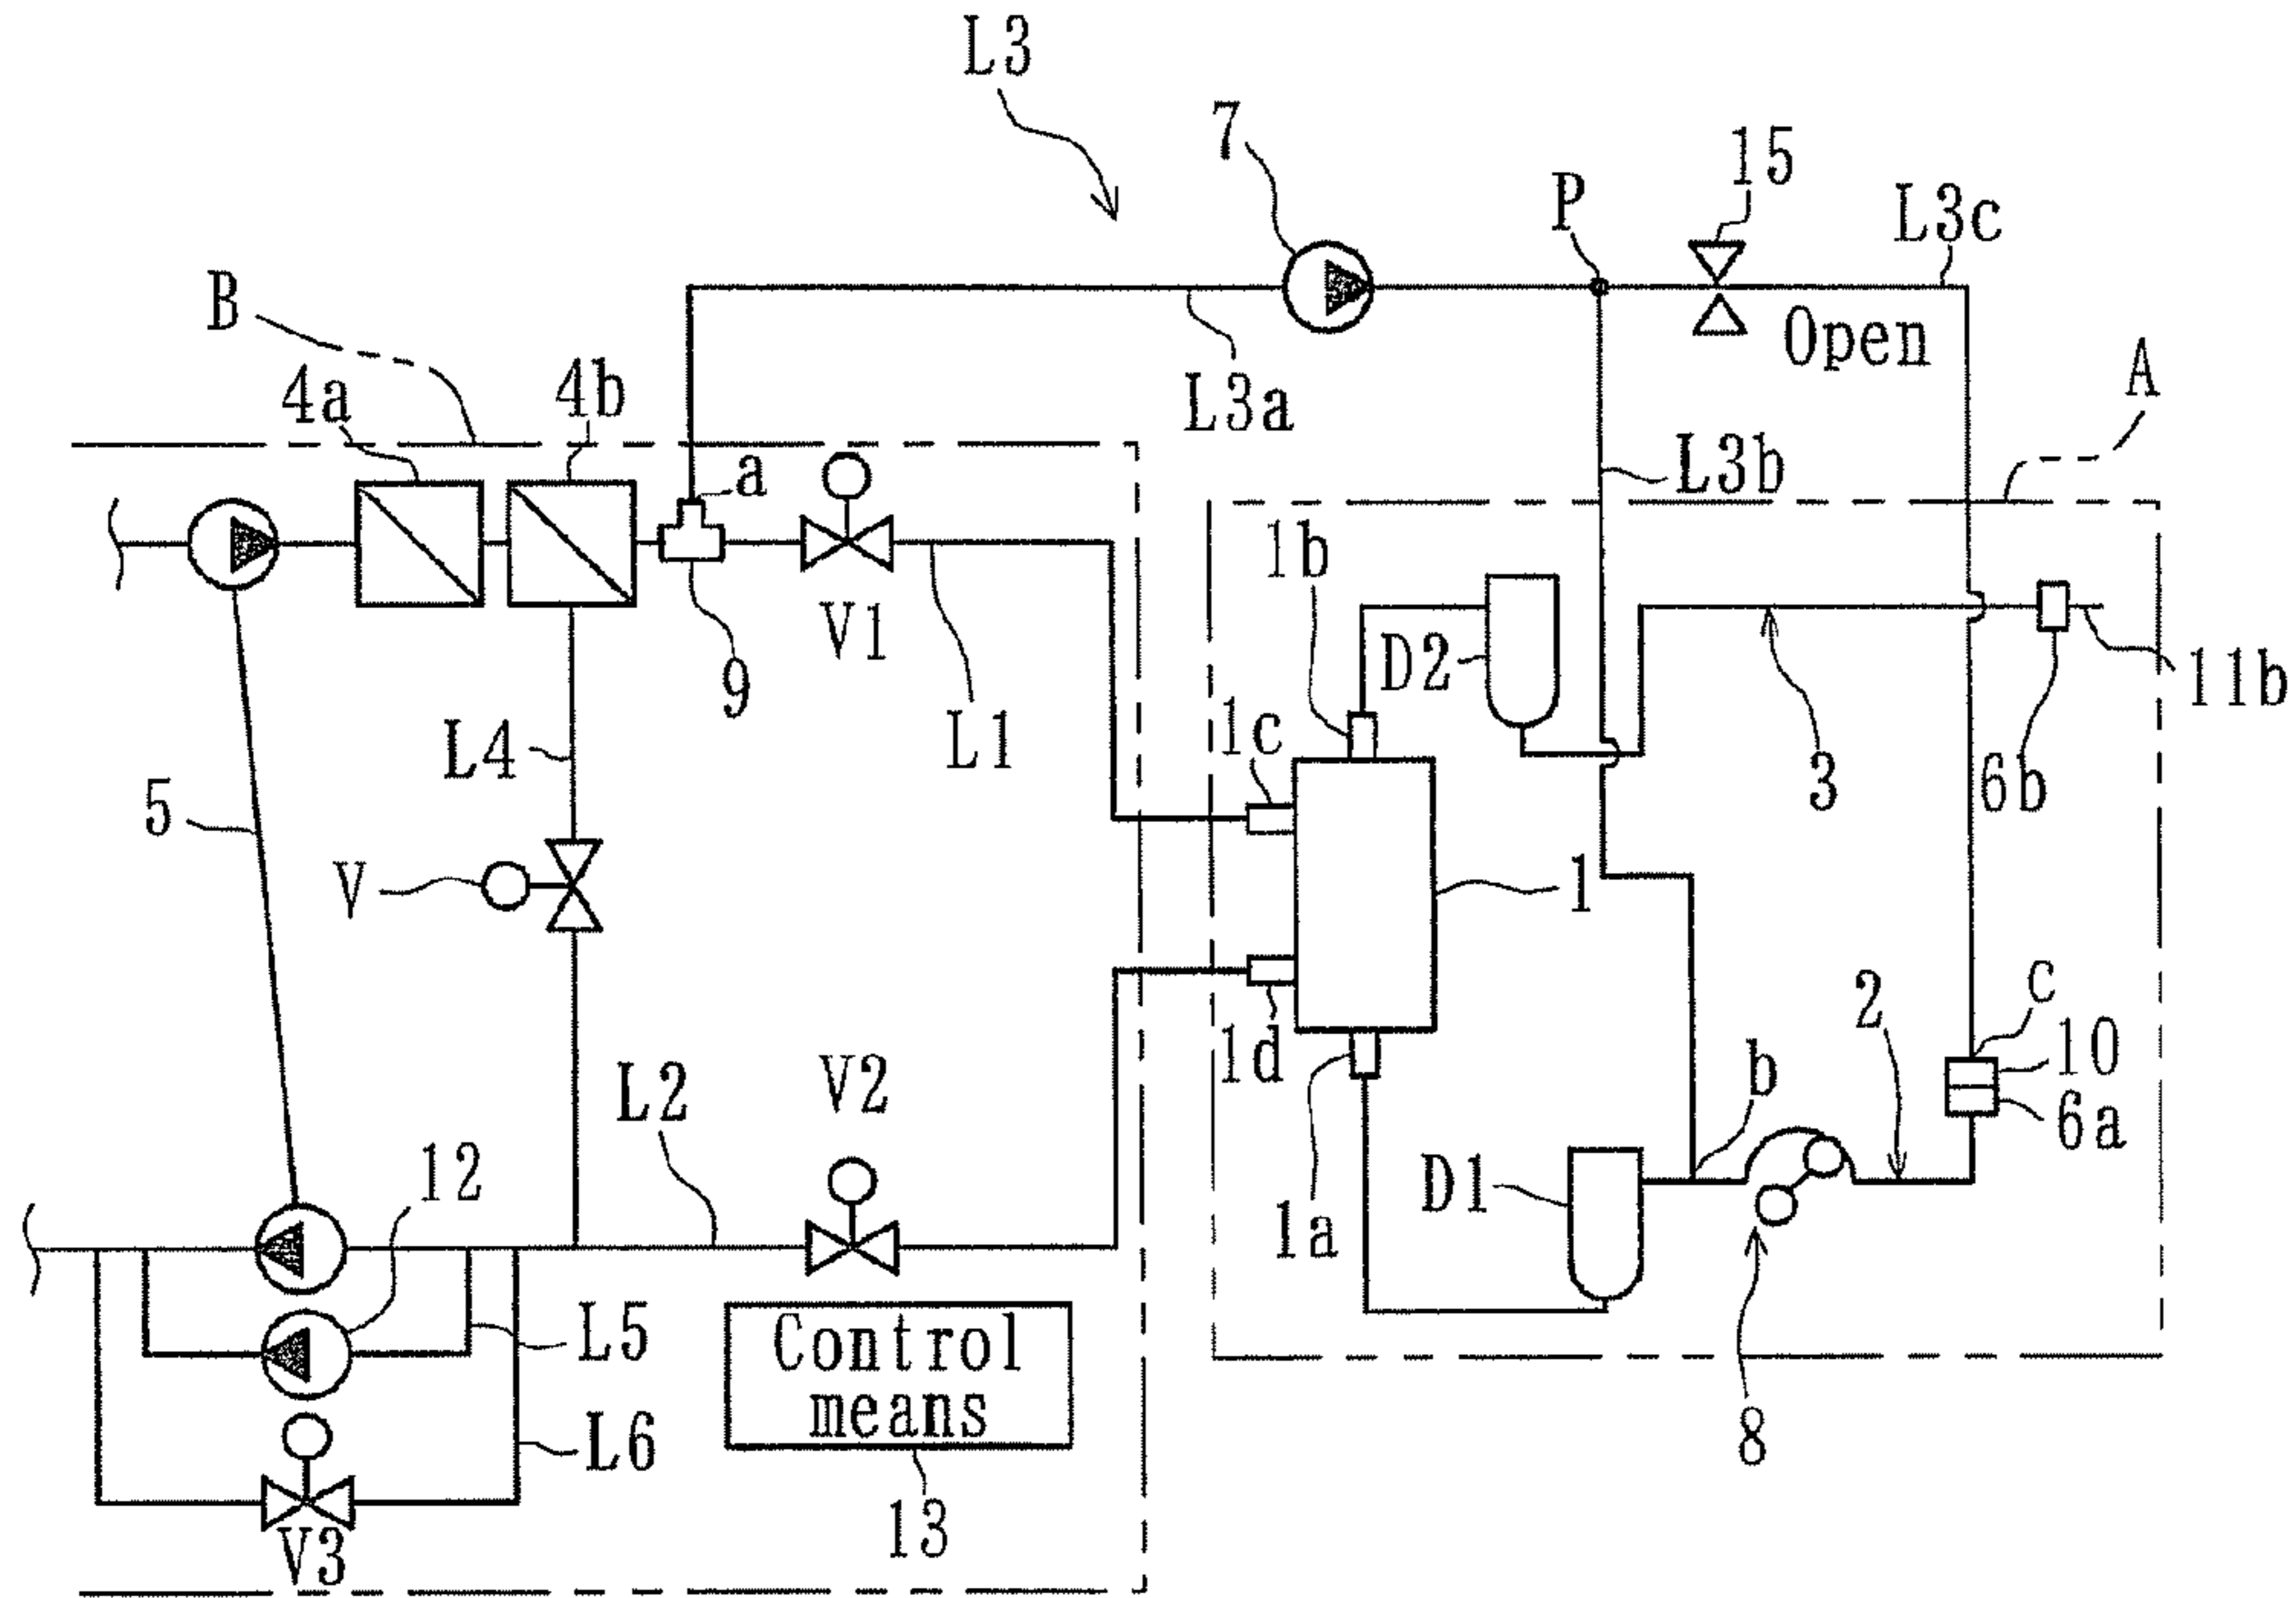 L3
7
15
P
L3c
B
Open
4a
4b
L3a
A
a
L3b
1b
V1
D2
9
11b
1c
L4
L1
6b
3
5
V
1
c
2
10
1d
b
V2
L2
6a
12
D1
1a
L5
Control
means
L6
8
13
V3